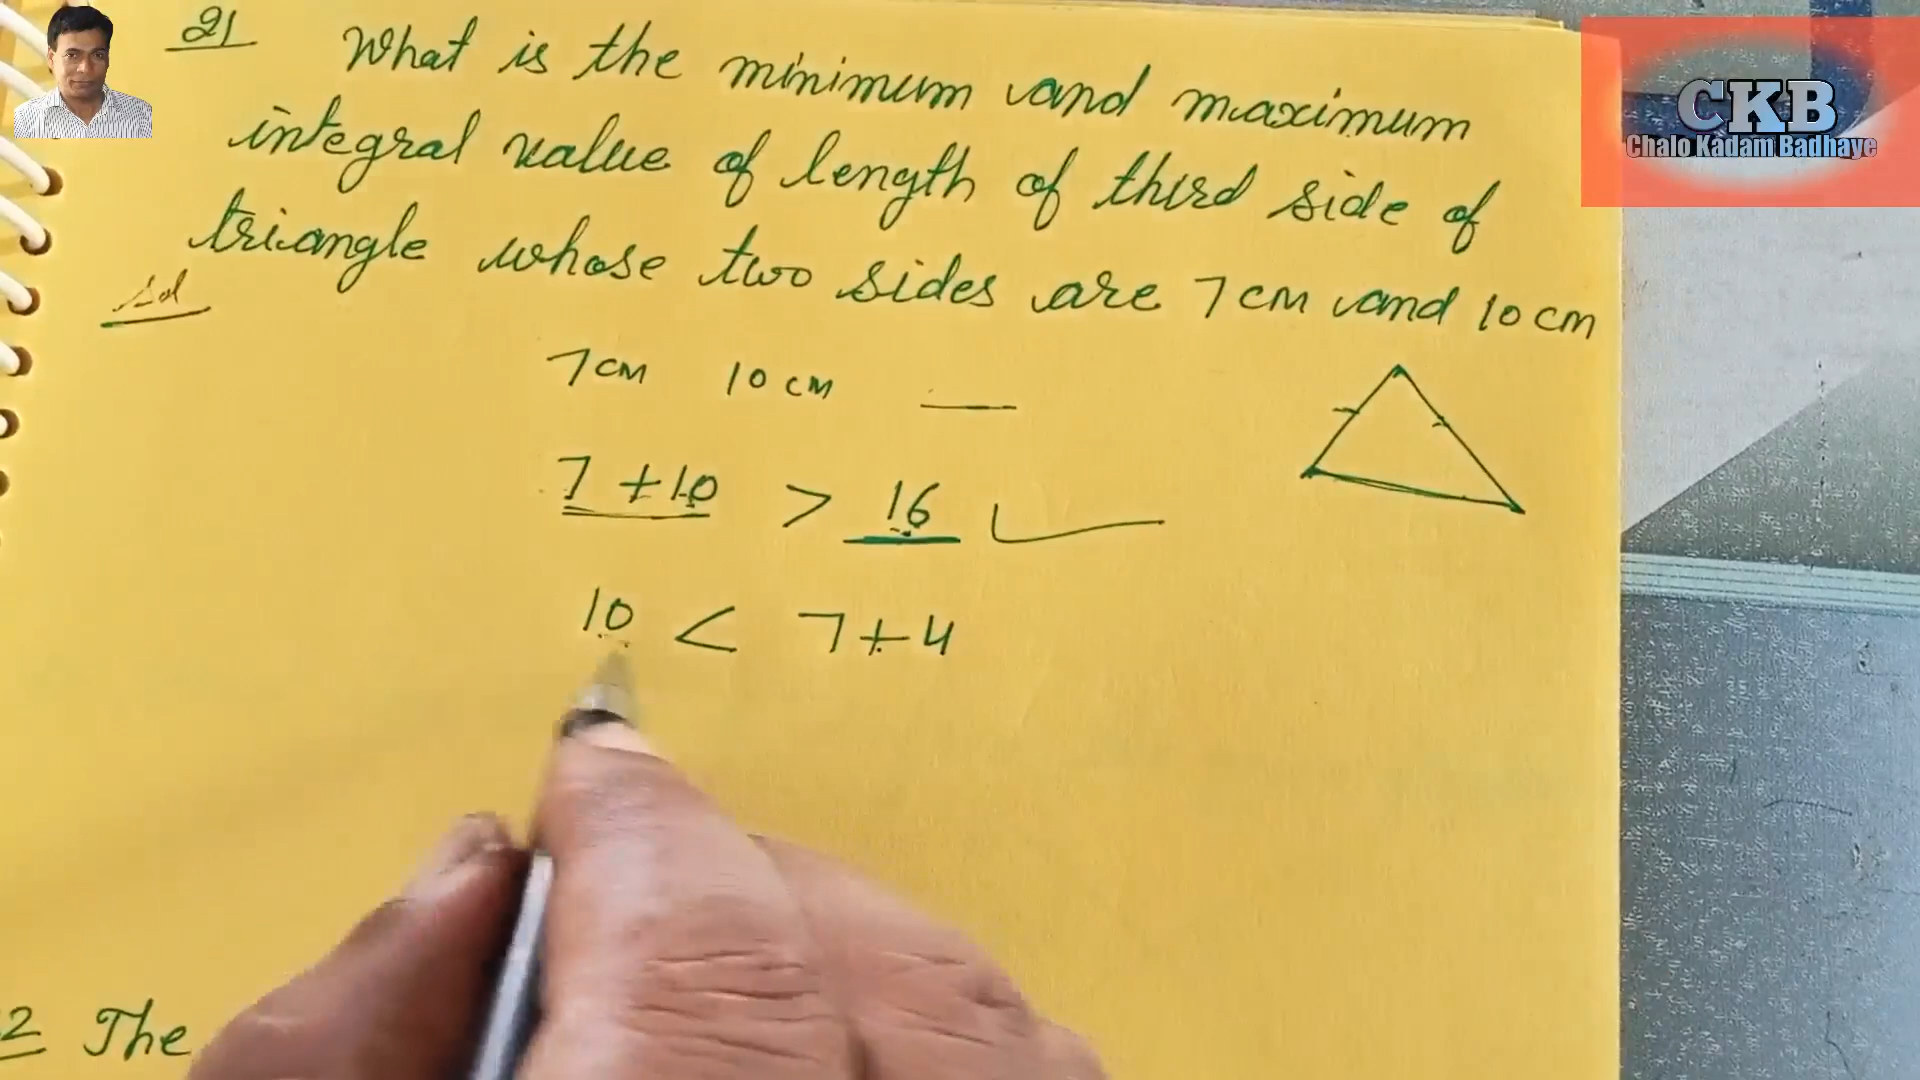 21 What is the minimum and maximum
integral value of length of third side of
triangle whose two sides are 7 cm and 10 cm
Sol
7 cm 10 cm
7 + 10 > 16
10 < 7 + 4
2 The
CKB
Chalo Kadam Badhaye